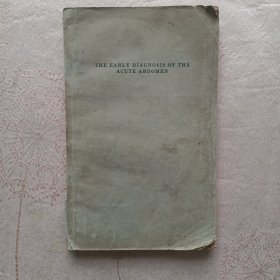 THE EARLY DIAGNOSIS OF THE
ACUTE ABDOMEN